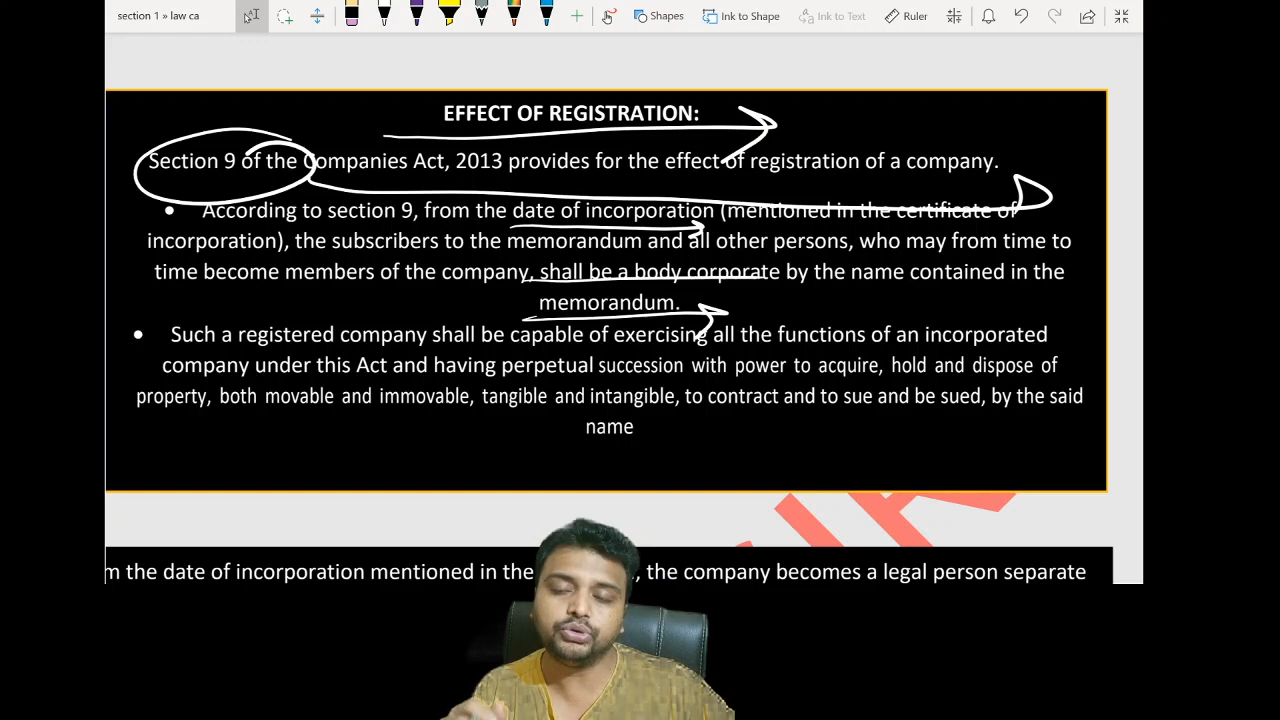 section 1 » law ca
Shapes
Ink to Shape
Ink to Text
Ruler
EFFECT OF REGISTRATION:
Section 9 of the Companies Act, 2013 provides for the effect of registration of a company.
• According to section 9, from the date of incorporation (mentioned in the certificate of
incorporation), the subscribers to the memorandum and all other persons, who may from time to
time become members of the company, shall be a body corporate by the name contained in the
memorandum.
• Such a registered company shall be capable of exercising all the functions of an incorporated
company under this Act and having perpetual succession with power to acquire, hold and dispose of
property, both movable and immovable, tangible and intangible, to contract and to sue and be sued, by the said
name
the date of incorporation mentioned in the
, the company becomes a legal person separate